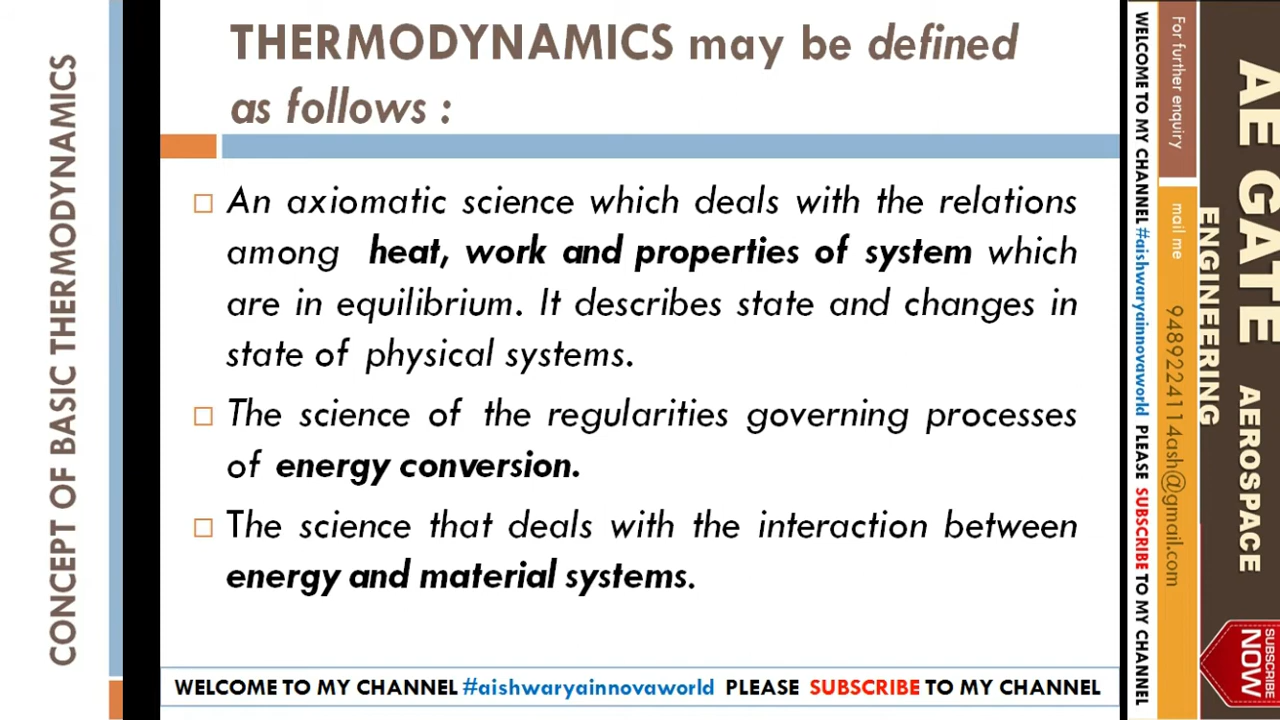 CONCEPT OF BASIC THERMODYNAMICS
THERMODYNAMICS may be defined
as follows :
An axiomatic science which deals with the relations
among heat, work and properties of system which
are in equilibrium. It describes state and changes in
state of physical systems.
The science of the regularities governing processes
of energy conversion.
The science that deals with the interaction between
energy and material systems.
WELCOME TO MY CHANNEL #aishwaryainnovaworld PLEASE SUBSCRIBE TO MY CHANNEL
WELCOME TO MY CHANNEL #aishwaryainnovaworld PLEASE SUBSCRIBE TO MY CHANNEL
For further enquiry
mail me 9489224114ash@gmail.com
AE GATE AEROSPACE
ENGINEERING
SUBSCRIBE
NOW